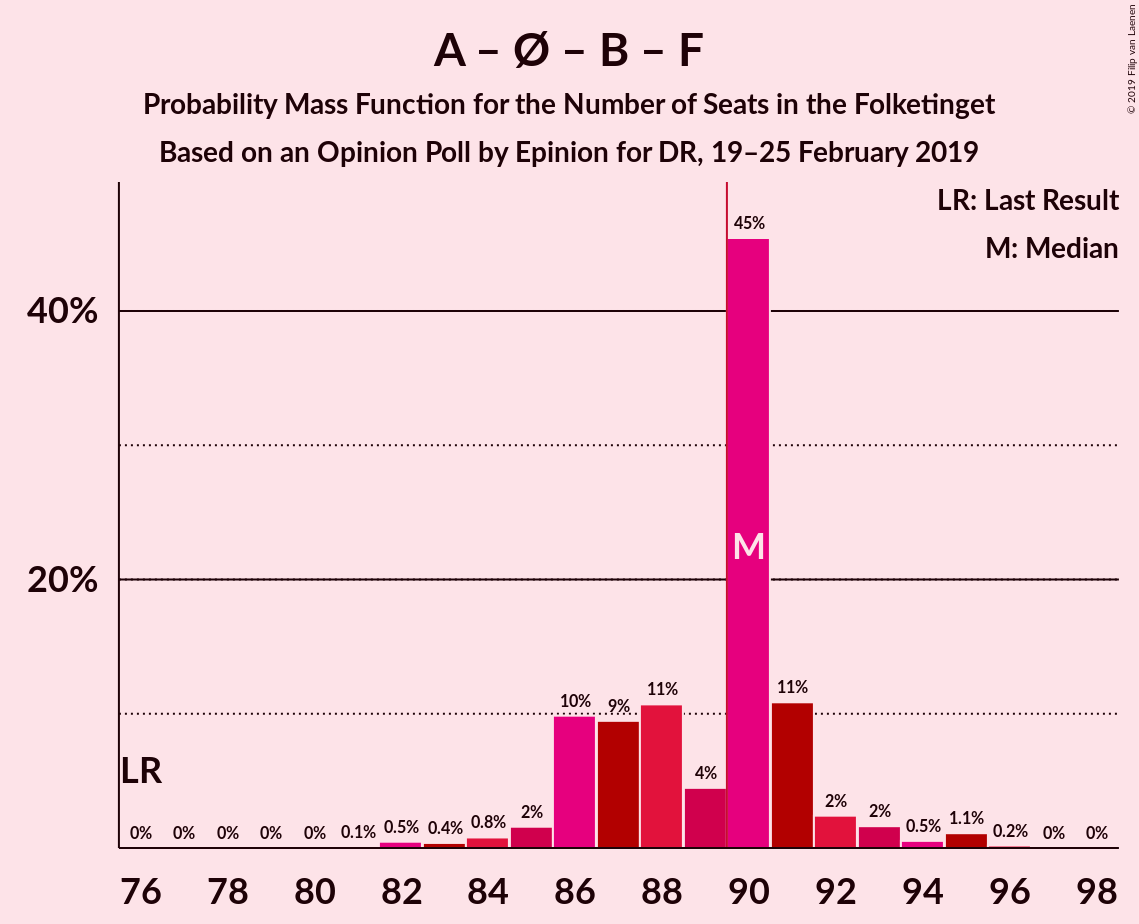 A – Ø – B – F
Probability Mass Function for the Number of Seats in the Folketinget
Based on an Opinion Poll by Epinion for DR, 19–25 February 2019
© 2019 Filip van Laenen
LR: Last Result
M: Median
40%
20%
45%
M
LR
0%
0%
0%
0%
0%
0.1%
0.5%
0.4%
0.8%
2%
10%
9%
11%
4%
11%
2%
2%
0.5%
1.1%
0.2%
0%
0%
76 78 80 82 84 86 88 90 92 94 96 98